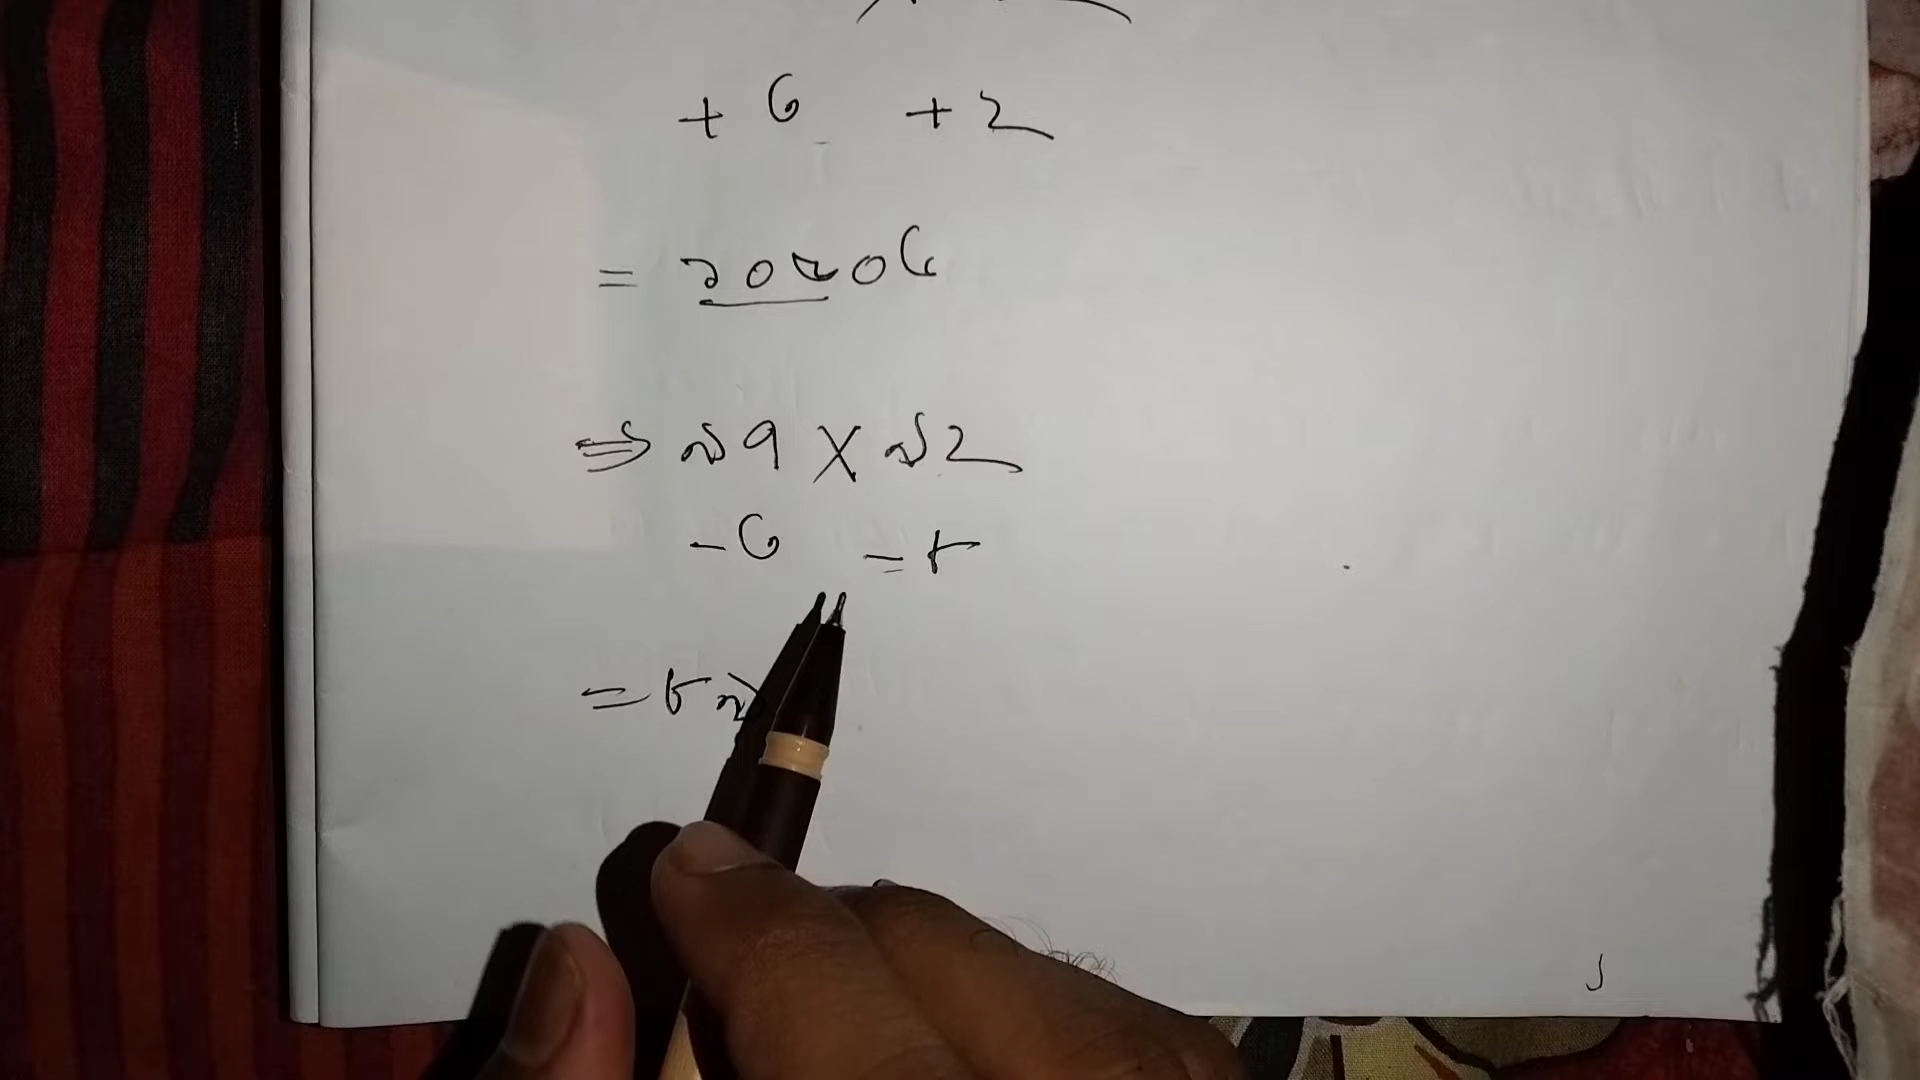 + ৩ + ২
= ১০৫০৬
⇒ ৯৭ × ৯২
- ৩ = ৮
= ৮৯